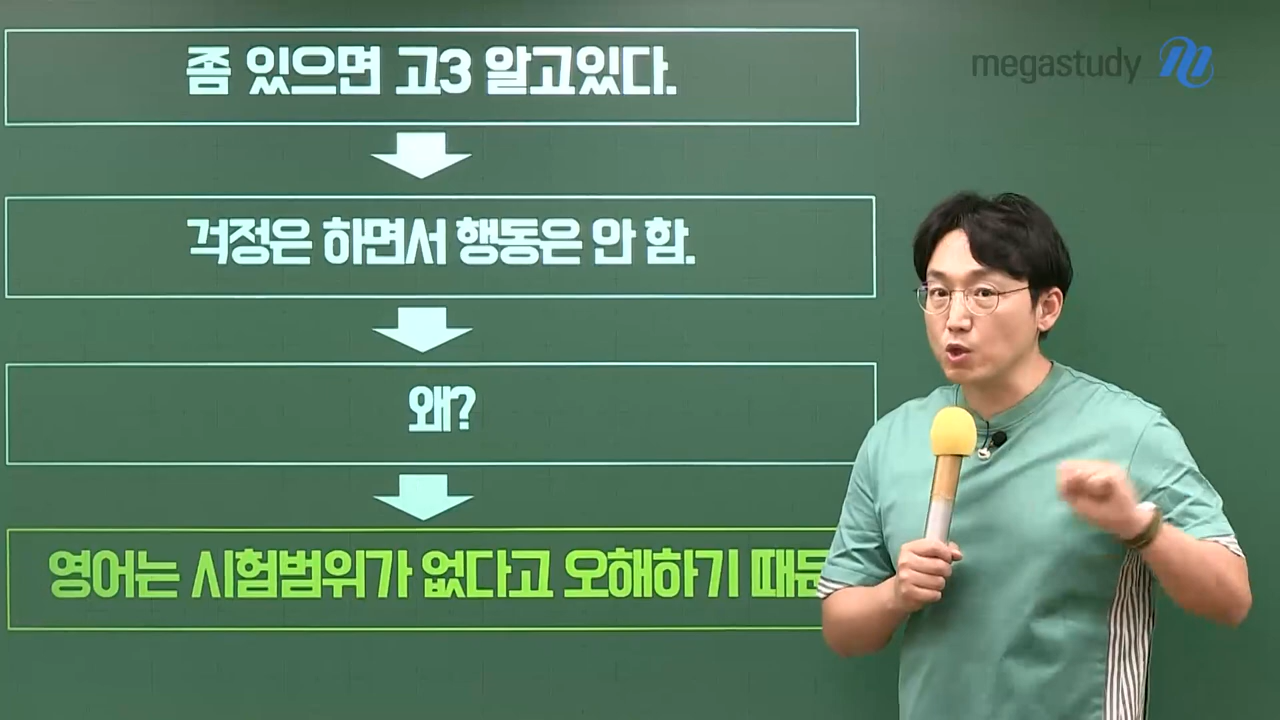 좀 있으면 고3 알고있다.
megastudy
걱정은 하면서 행동은 안 함.
왜?
영어는 시험범위가 없다고 오해하기